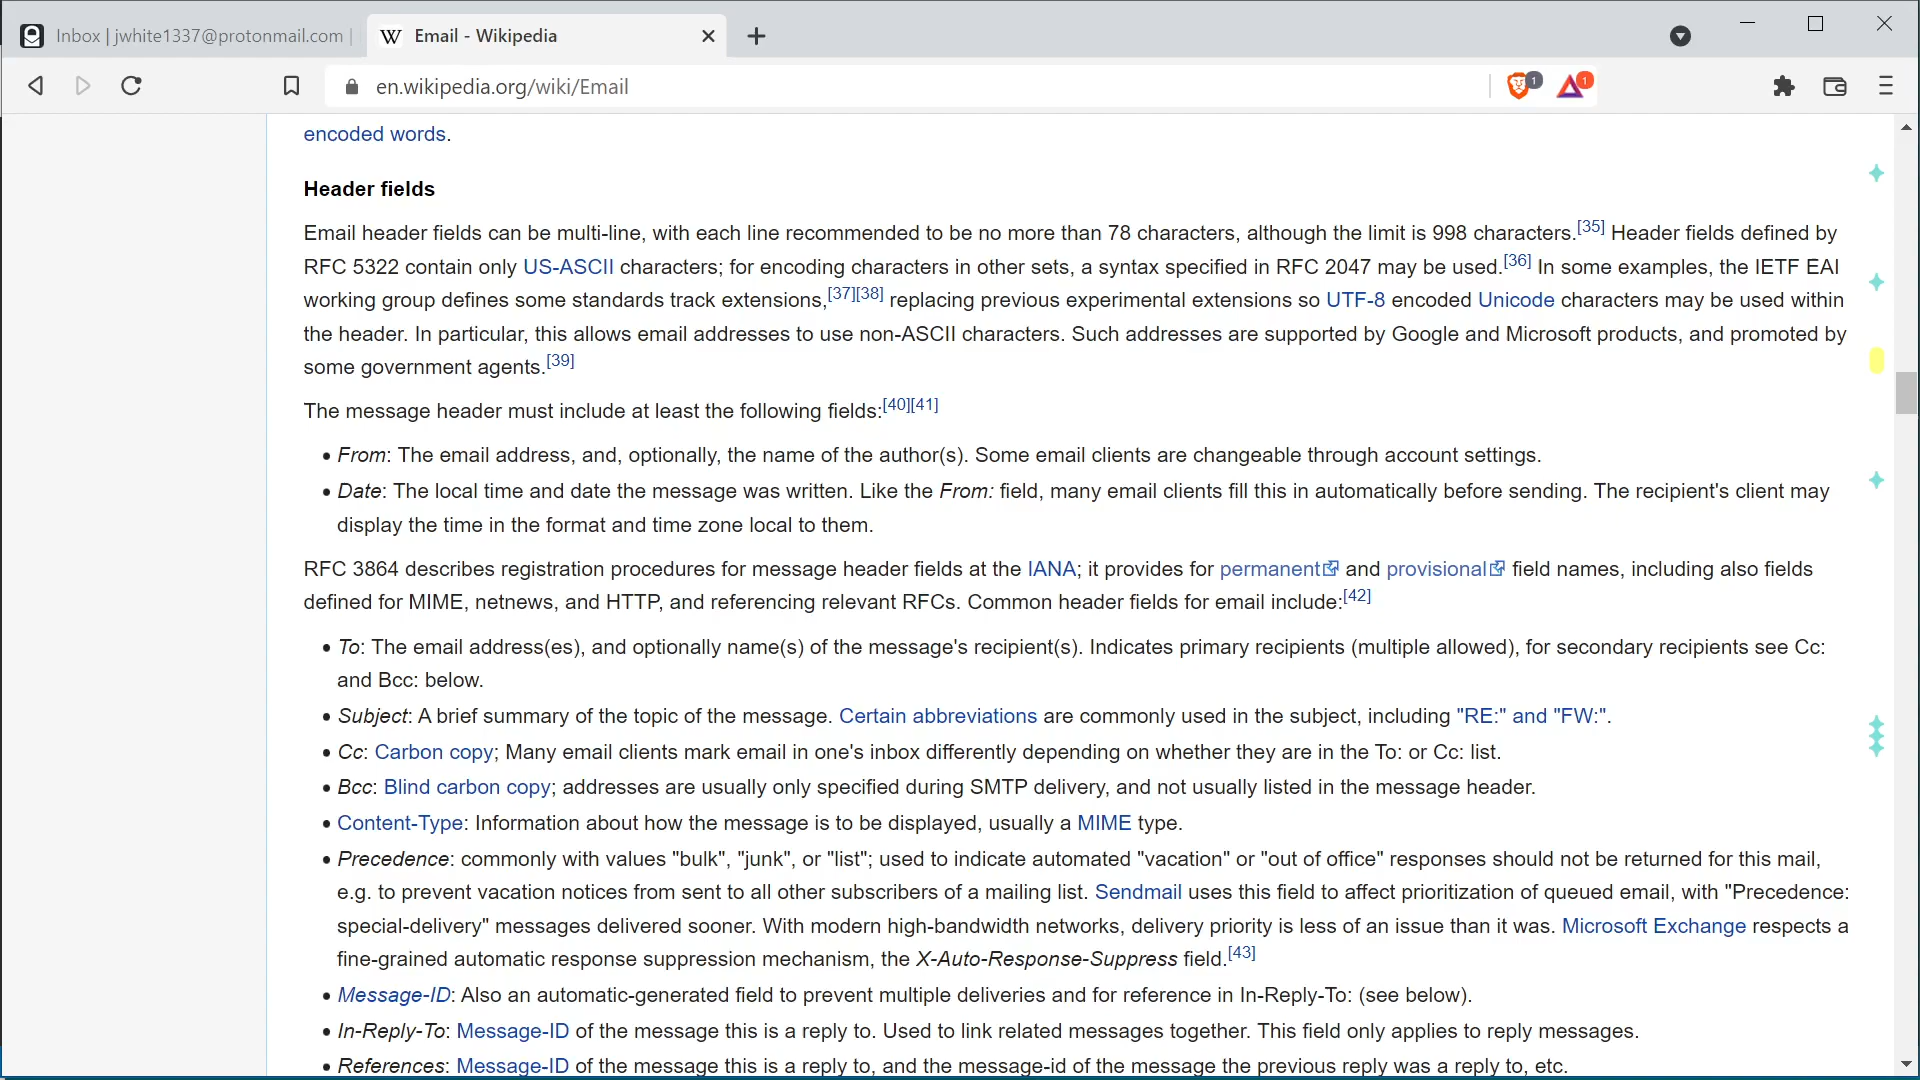 Inbox | jwhite1337@protonmail.com |
W Email - Wikipedia
en.wikipedia.org/wiki/Email
1
1
encoded words.
Header fields
Email header fields can be multi-line, with each line recommended to be no more than 78 characters, although the limit is 998 characters.[35] Header fields defined by
RFC 5322 contain only US-ASCII characters; for encoding characters in other sets, a syntax specified in RFC 2047 may be used.[36] In some examples, the IETF EAI
working group defines some standards track extensions,[37][38] replacing previous experimental extensions so UTF-8 encoded Unicode characters may be used within
the header. In particular, this allows email addresses to use non-ASCII characters. Such addresses are supported by Google and Microsoft products, and promoted by
some government agents.[39]
The message header must include at least the following fields:[40][41]
• From: The email address, and, optionally, the name of the author(s). Some email clients are changeable through account settings.
• Date: The local time and date the message was written. Like the From: field, many email clients fill this in automatically before sending. The recipient's client may
display the time in the format and time zone local to them.
RFC 3864 describes registration procedures for message header fields at the IANA; it provides for permanent and provisional field names, including also fields
defined for MIME, netnews, and HTTP, and referencing relevant RFCs. Common header fields for email include:[42]
• To: The email address(es), and optionally name(s) of the message's recipient(s). Indicates primary recipients (multiple allowed), for secondary recipients see Cc:
and Bcc: below.
• Subject: A brief summary of the topic of the message. Certain abbreviations are commonly used in the subject, including "RE:" and "FW:".
• Cc: Carbon copy; Many email clients mark email in one's inbox differently depending on whether they are in the To: or Cc: list.
• Bcc: Blind carbon copy; addresses are usually only specified during SMTP delivery, and not usually listed in the message header.
• Content-Type: Information about how the message is to be displayed, usually a MIME type.
• Precedence: commonly with values "bulk", "junk", or "list"; used to indicate automated "vacation" or "out of office" responses should not be returned for this mail,
e.g. to prevent vacation notices from sent to all other subscribers of a mailing list. Sendmail uses this field to affect prioritization of queued email, with "Precedence:
special-delivery" messages delivered sooner. With modern high-bandwidth networks, delivery priority is less of an issue than it was. Microsoft Exchange respects a
fine-grained automatic response suppression mechanism, the X-Auto-Response-Suppress field.[43]
• Message-ID: Also an automatic-generated field to prevent multiple deliveries and for reference in In-Reply-To: (see below).
• In-Reply-To: Message-ID of the message this is a reply to. Used to link related messages together. This field only applies to reply messages.
• References: Message-ID of the message this is a reply to, and the message-id of the message the previous reply was a reply to, etc.